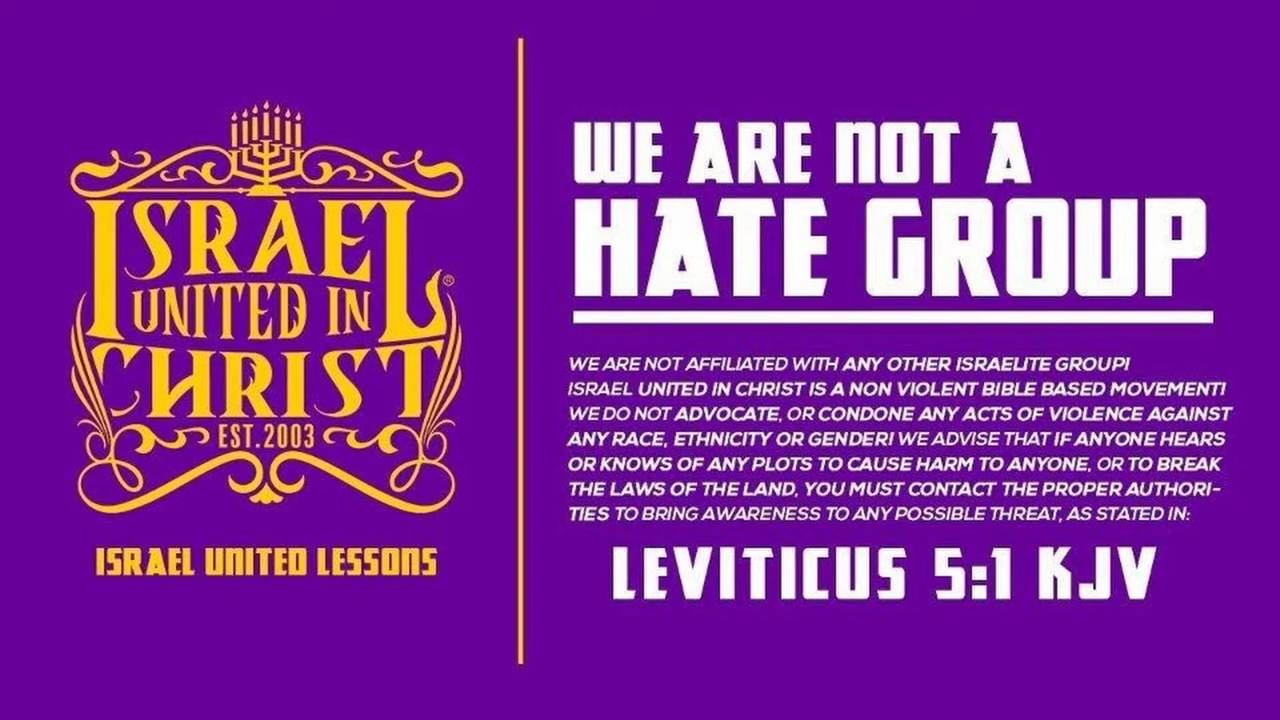 ISRAEL
UNITED IN
CHRIST
EST.2003
®
ISRAEL UNITED LESSONS
WE ARE NOT A
HATE GROUP
WE ARE NOT AFFILIATED WITH ANY OTHER ISRAELITE GROUP!
ISRAEL UNITED IN CHRIST IS A NON VIOLENT BIBLE BASED MOVEMENT!
WE DO NOT ADVOCATE, OR CONDONE ANY ACTS OF VIOLENCE AGAINST
ANY RACE, ETHNICITY OR GENDER! WE ADVISE THAT IF ANYONE HEARS
OR KNOWS OF ANY PLOTS TO CAUSE HARM TO ANYONE, OR TO BREAK
THE LAWS OF THE LAND, YOU MUST CONTACT THE PROPER AUTHORI-
TIES TO BRING AWARENESS TO ANY POSSIBLE THREAT, AS STATED IN:
LEVITICUS 5:1 KJV